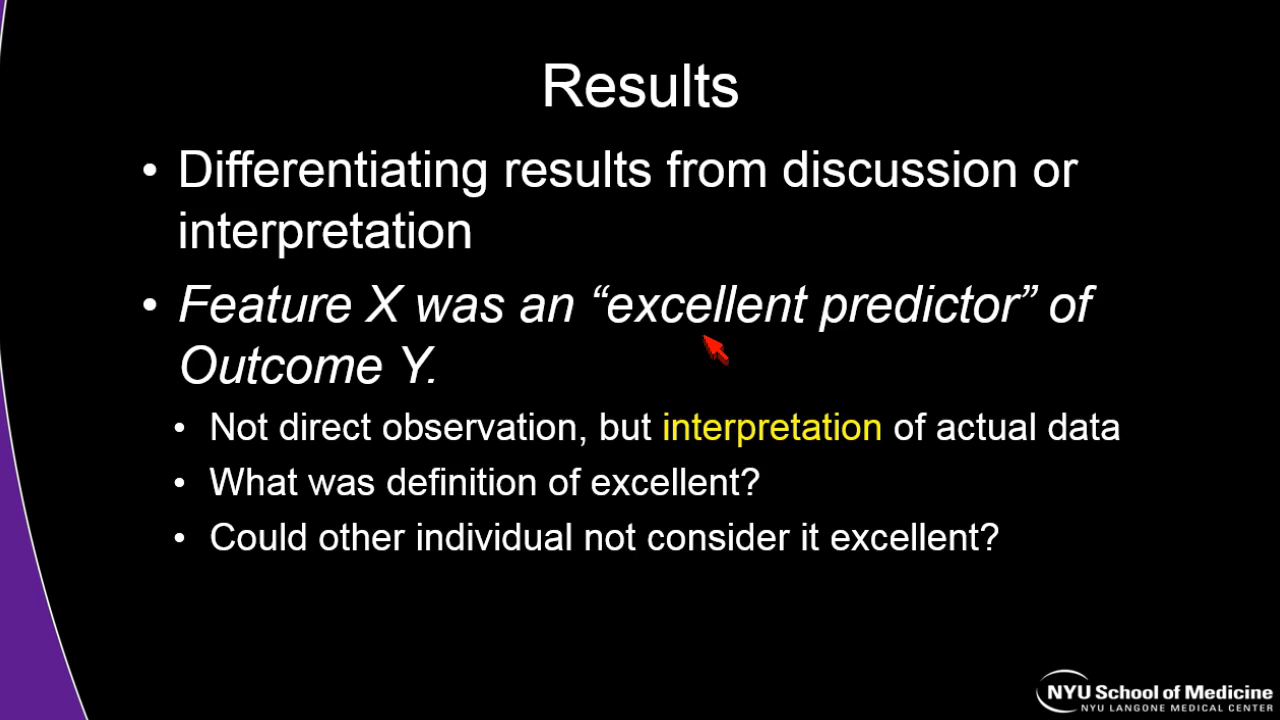 Results
• Differentiating results from discussion or
interpretation
• Feature X was an “excellent predictor” of
Outcome Y.
• Not direct observation, but interpretation of actual data
• What was definition of excellent?
• Could other individual not consider it excellent?
NYU School of Medicine
NYU LANGONE MEDICAL CENTER